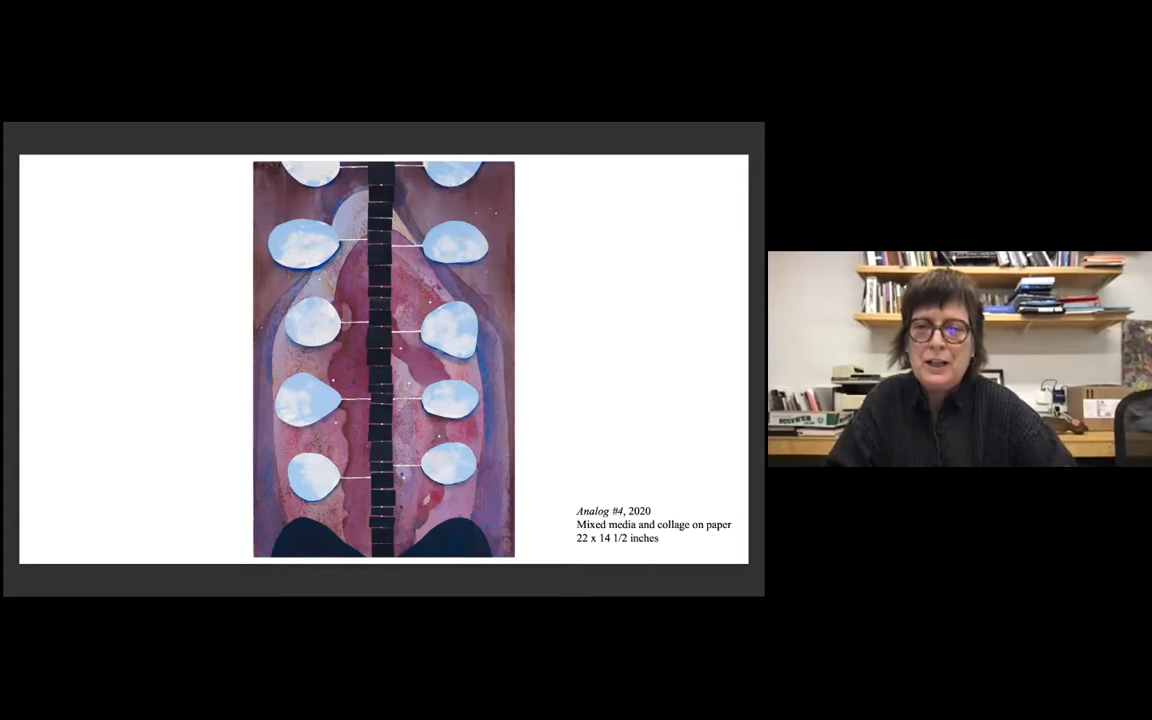 Analog #4, 2020
Mixed media and collage on paper
22 x 14 1/2 inches